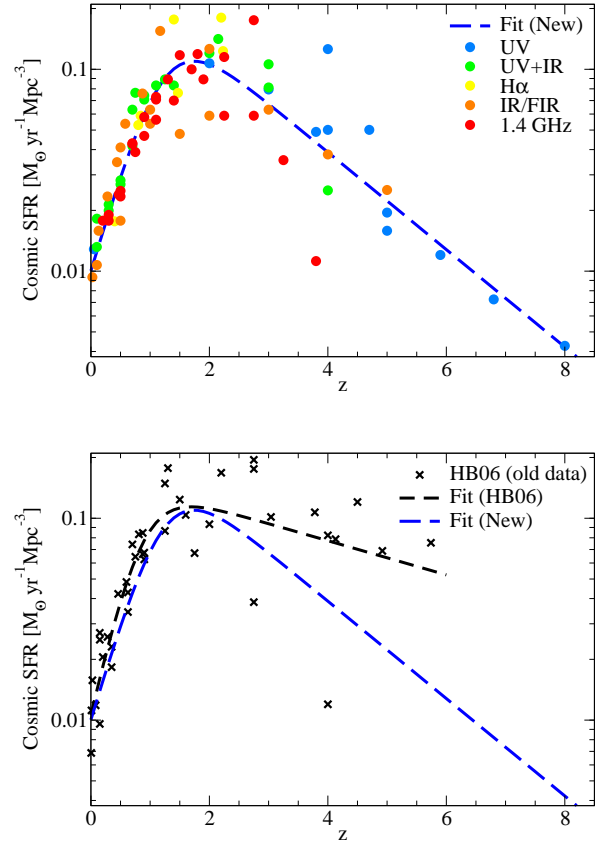 Cosmic SFR [M⊙ yr⁻¹ Mpc⁻³]
0.1
0.01
0 2 4 6 8
z
Fit (New)
UV
UV+IR
Hα
IR/FIR
1.4 GHz
Cosmic SFR [M⊙ yr⁻¹ Mpc⁻³]
0.1
0.01
0 2 4 6 8
z
HB06 (old data)
Fit (HB06)
Fit (New)